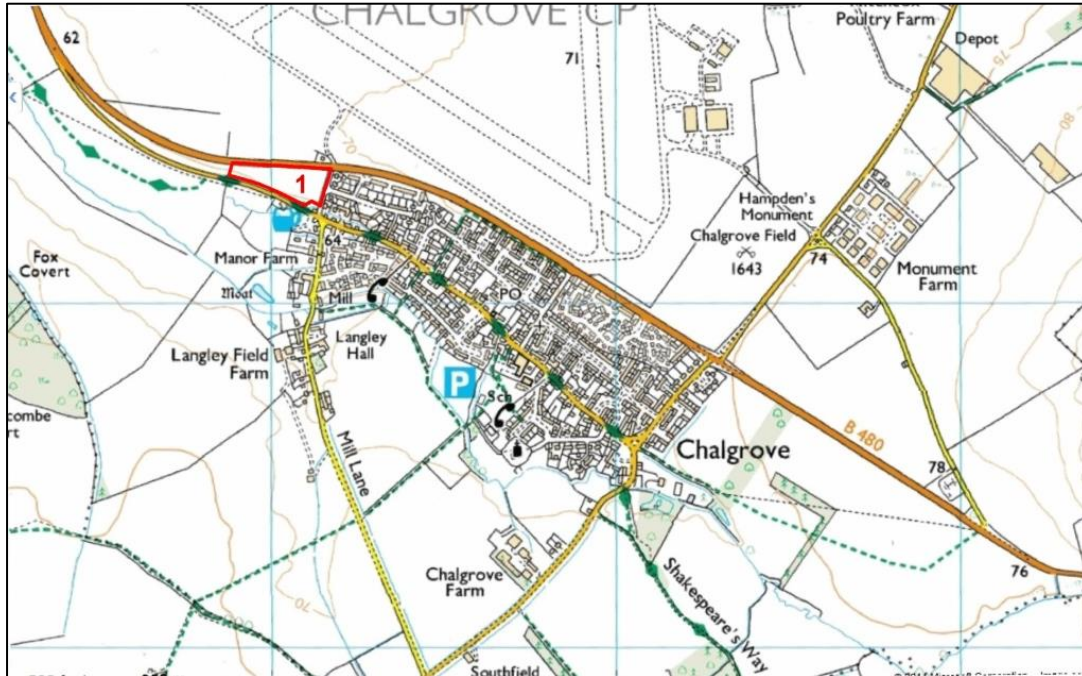 CHALGROVE CP
62
71
Poultry Farm
Depot
75
80
70
1
Hampden's
Monument
Chalgrove Field
1643
74
Monument
Farm
64
Manor Farm
Fox
Covert
Moat
Mill
PO
Langley
Hall
Langley Field
Farm
P
Sch
Mill Lane
Chalgrove
B 480
78
76
70
Chalgrove
Farm
Shakespeare's Way
Southfield